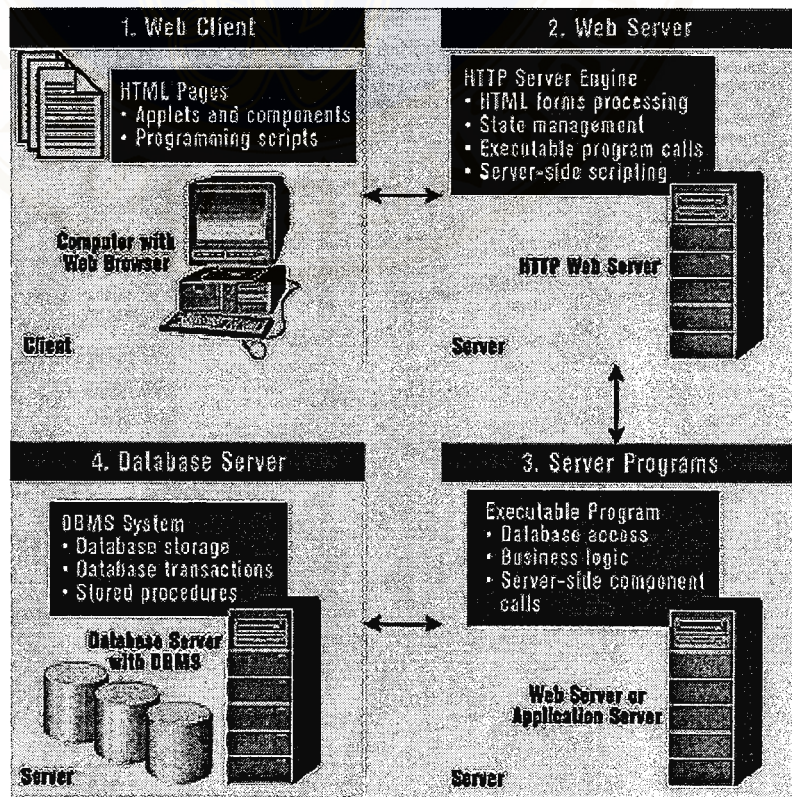 1. Web Client
HTML Pages
• Applets and components
• Programming scripts
Computer with
Web Browser
Client
2. Web Server
HTTP Server Engine
• HTML forms processing
• State management
• Executable program calls
• Server-side scripting
HTTP Web Server
Server
4. Database Server
DBMS System
• Database storage
• Database transactions
• Stored procedures
Database Server
with DBMS
Server
3. Server Programs
Executable Program
• Database access
• Business logic
• Server-side component
calls
Web Server or
Application Server
Server